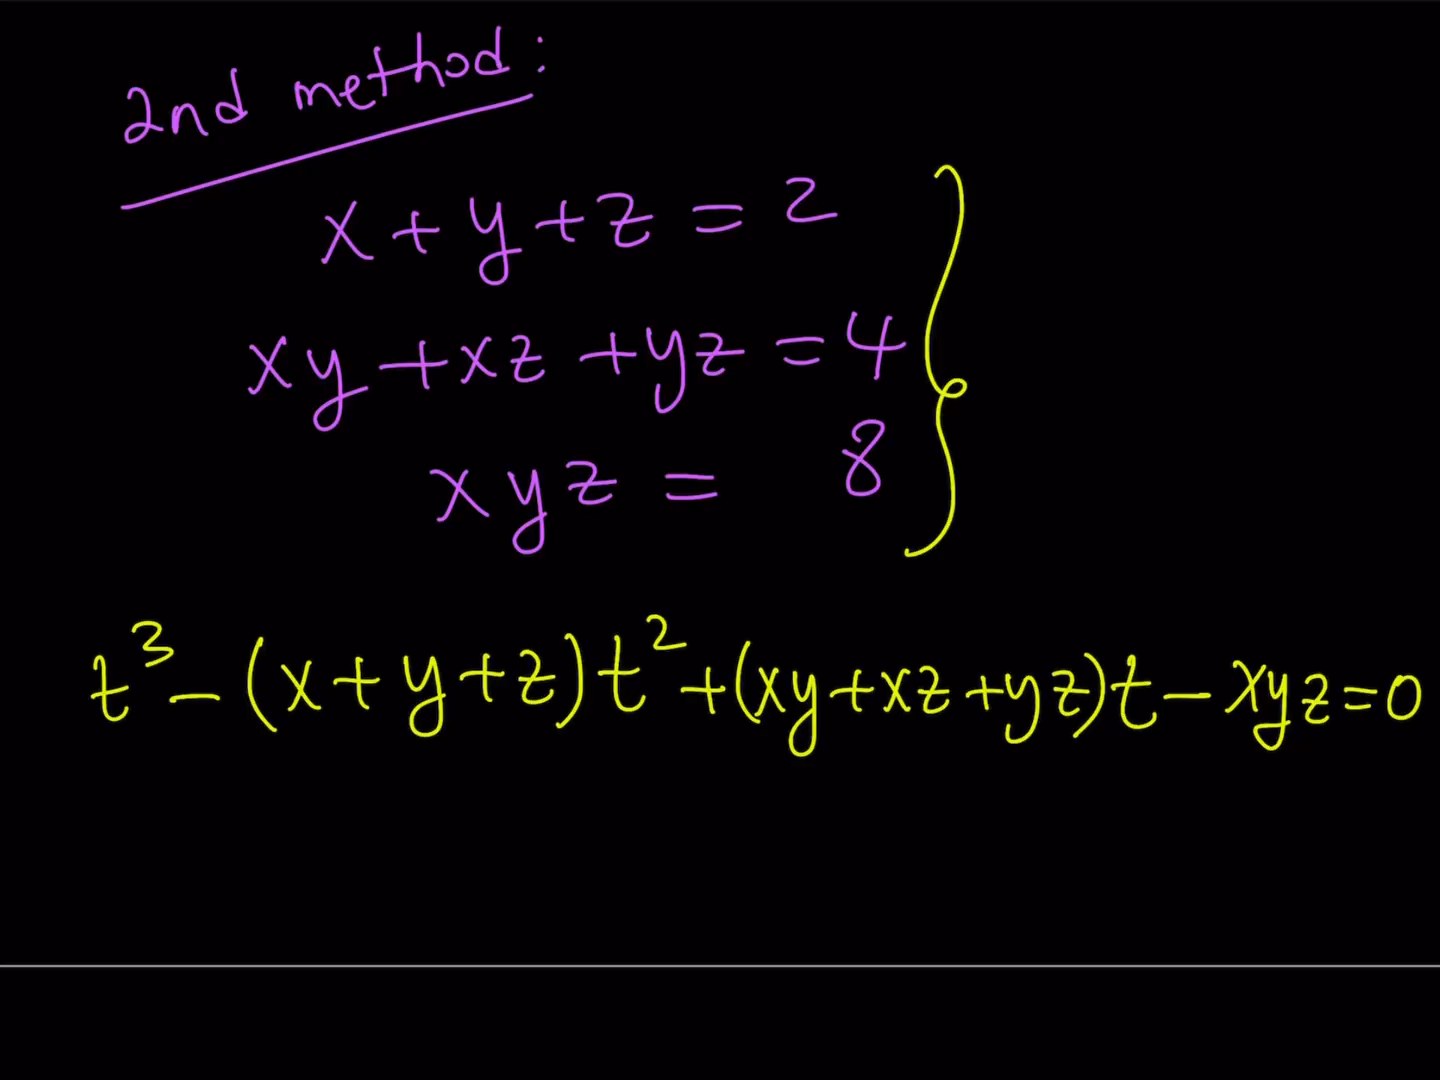 2nd method:
x+y+z=2
xy+xz+yz=4
xyz= 8
t³-(x+y+z)t²+(xy+xz+yz)t-xyz=0